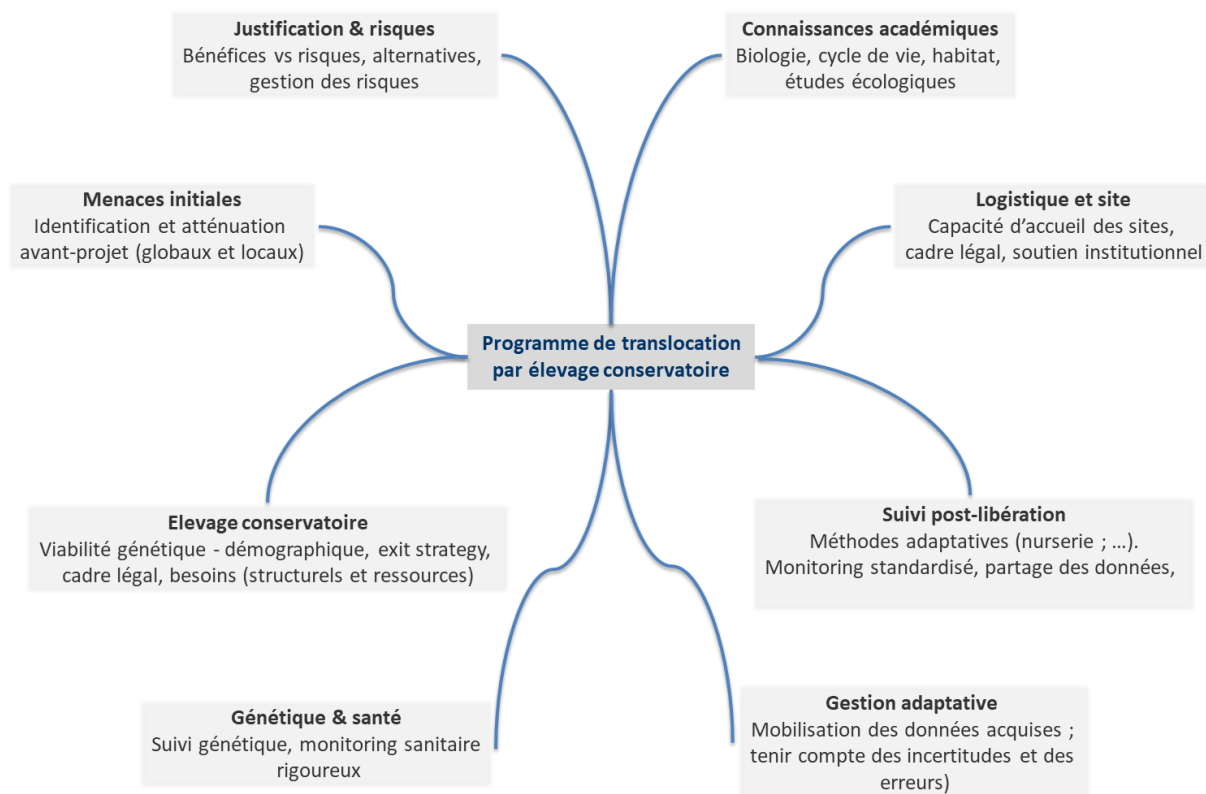 Justification & risques
Bénéfices vs risques, alternatives,
gestion des risques
Connaissances académiques
Biologie, cycle de vie, habitat,
études écologiques
Menaces initiales
Identification et atténuation
avant-projet (globaux et locaux)
Logistique et site
Capacité d’accueil des sites,
cadre légal, soutien institutionnel
Programme de translocation
par élevage conservatoire
Elevage conservatoire
Viabilité génétique - démographique, exit strategy,
cadre légal, besoins (structurels et ressources)
Suivi post-libération
Méthodes adaptatives (nurserie ; ...).
Monitoring standardisé, partage des données,
Génétique & santé
Suivi génétique, monitoring sanitaire
rigoureux
Gestion adaptative
Mobilisation des données acquises ;
tenir compte des incertitudes et des
erreurs)